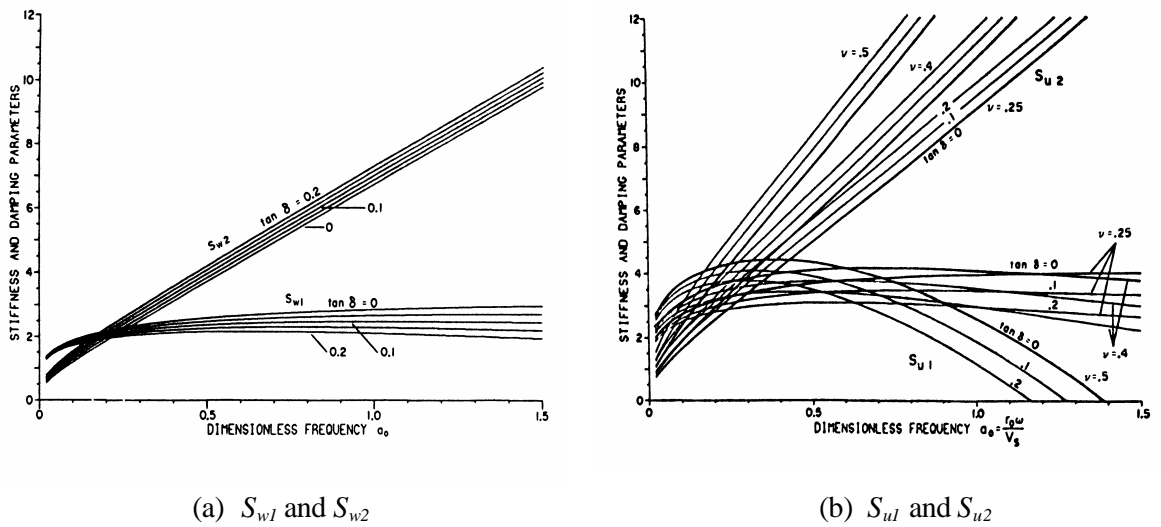 12
10
8
6
4
2
0
STIFFNESS AND DAMPING PARAMETERS
Sw2
tan δ = 0.2
0.1
0
Sw1
tan δ = 0
0.2
0.1
0
0.5
1.0
1.5
DIMENSIONLESS FREQUENCY ao
(a) Sw1 and Sw2
12
10
8
6
4
2
0
STIFFNESS AND DAMPING PARAMETERS
ν=.5
ν=.4
Su2
.2
.1
ν=.25
tan δ=0
ν=.25
tan δ=0
.1
.2
tan δ=0
Su1
.1
.2
ν=.5
ν=.4
0
0.5
1.0
1.5
DIMENSIONLESS FREQUENCY ao=roω/Vs
(b) Su1 and Su2